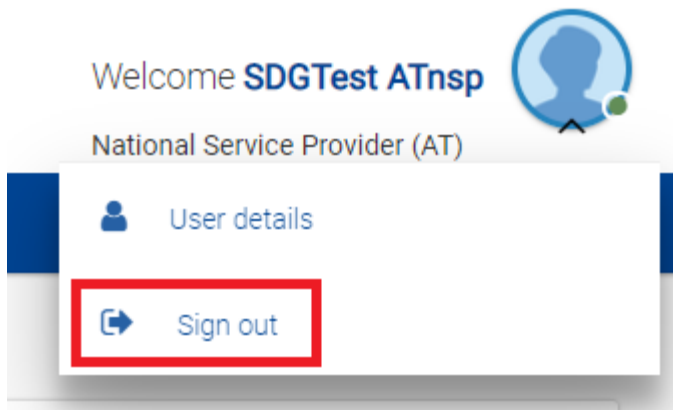 Welcome SDGTest ATnsp
National Service Provider (AT)
User details
Sign out